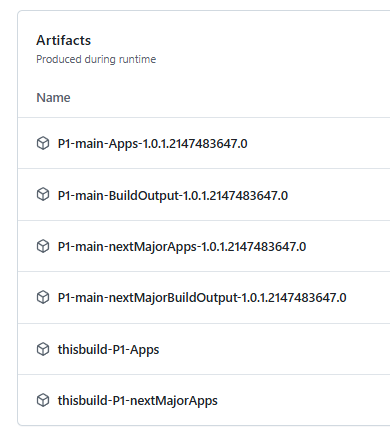 Artifacts
Produced during runtime
Name
P1-main-Apps-1.0.1.2147483647.0
P1-main-BuildOutput-1.0.1.2147483647.0
P1-main-nextMajorApps-1.0.1.2147483647.0
P1-main-nextMajorBuildOutput-1.0.1.2147483647.0
thisbuild-P1-Apps
thisbuild-P1-nextMajorApps